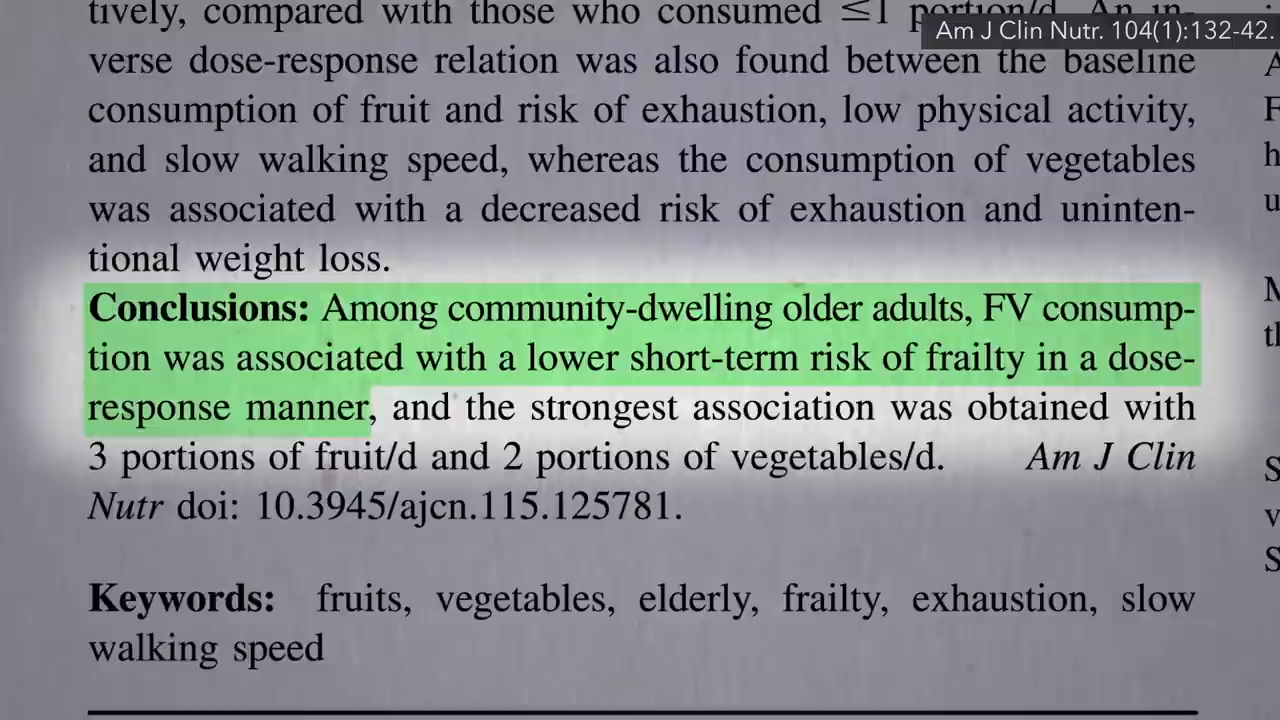 tively, compared with those who consumed ≤1 portion/d. An in-
Am J Clin Nutr. 104(1):132-42.
verse dose-response relation was also found between the baseline
consumption of fruit and risk of exhaustion, low physical activity,
and slow walking speed, whereas the consumption of vegetables
was associated with a decreased risk of exhaustion and uninten-
tional weight loss.
Conclusions: Among community-dwelling older adults, FV consump-
tion was associated with a lower short-term risk of frailty in a dose-
response manner, and the strongest association was obtained with
3 portions of fruit/d and 2 portions of vegetables/d. Am J Clin
Nutr doi: 10.3945/ajcn.115.125781.
Keywords: fruits, vegetables, elderly, frailty, exhaustion, slow
walking speed